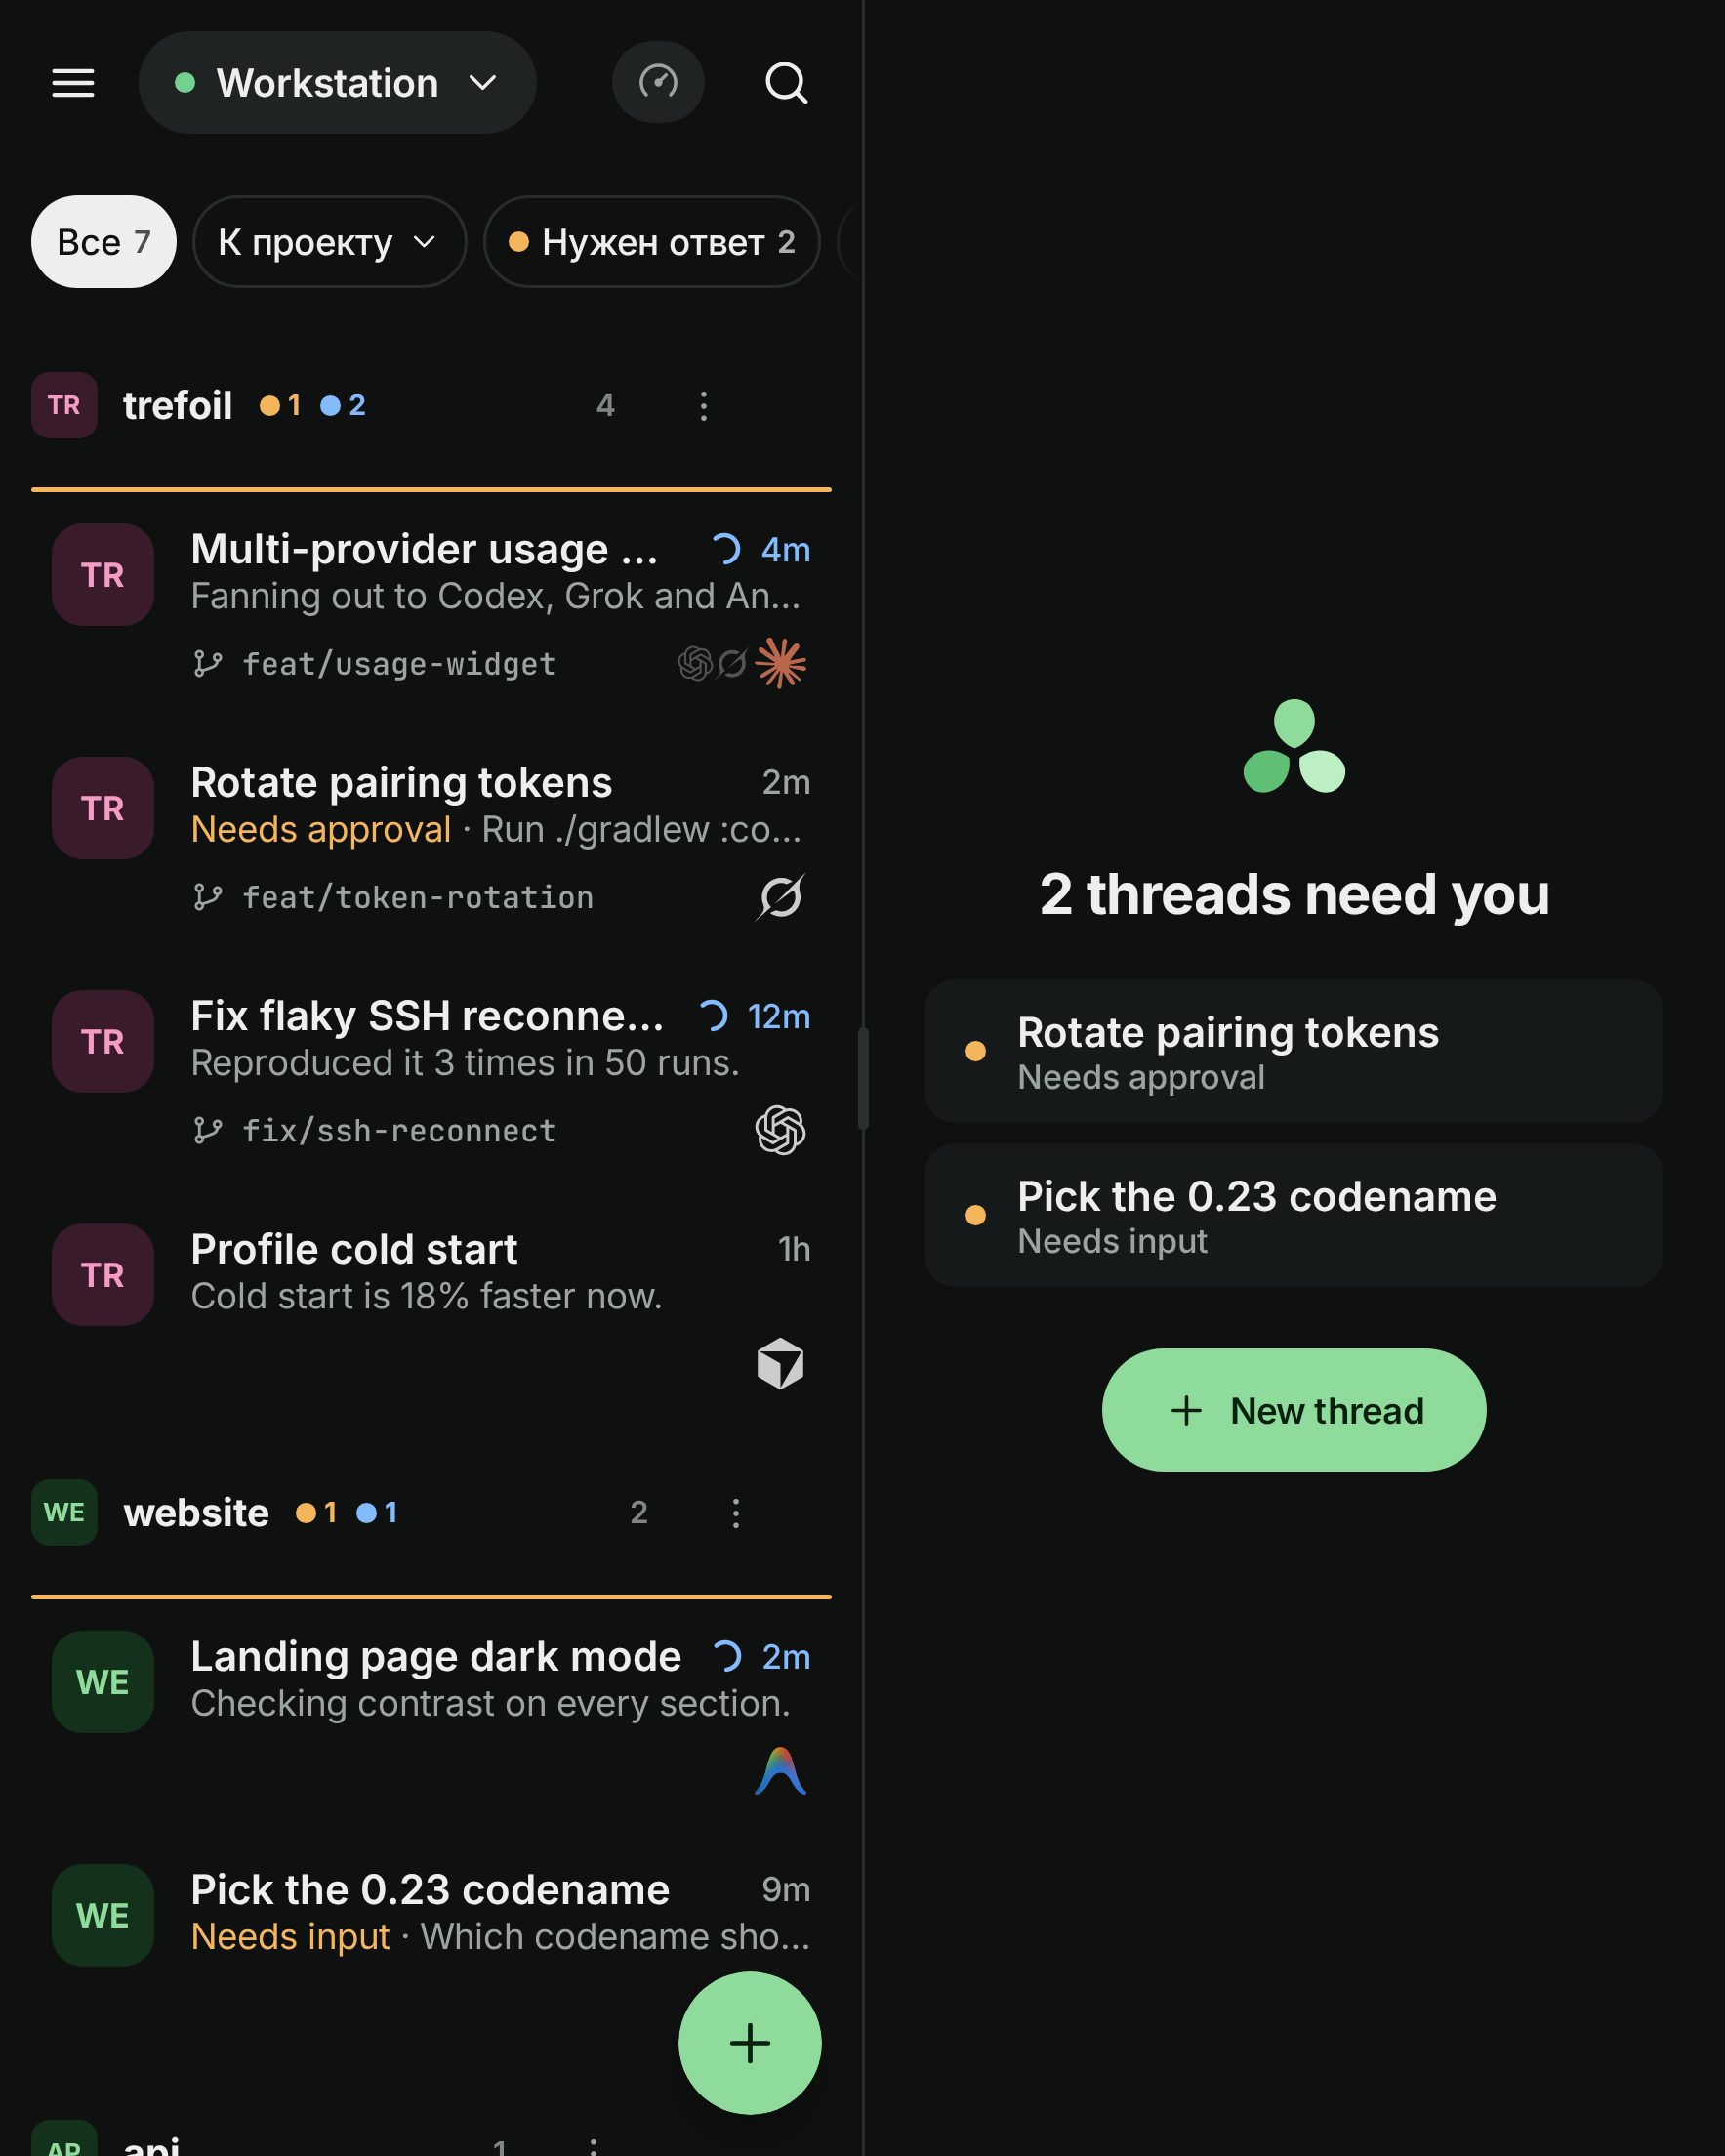 Workstation
Все 7
К проекту
Нужен ответ 2
TR trefoil 1 2 4
TR Multi-provider usage ... 4m
Fanning out to Codex, Grok and An...
feat/usage-widget
TR Rotate pairing tokens 2m
Needs approval · Run ./gradlew :co...
feat/token-rotation
TR Fix flaky SSH reconne... 12m
Reproduced it 3 times in 50 runs.
fix/ssh-reconnect
TR Profile cold start 1h
Cold start is 18% faster now.
WE website 1 1 2
WE Landing page dark mode 2m
Checking contrast on every section.
WE Pick the 0.23 codename 9m
Needs input · Which codename sho...
AP api 1
2 threads need you
Rotate pairing tokens
Needs approval
Pick the 0.23 codename
Needs input
New thread